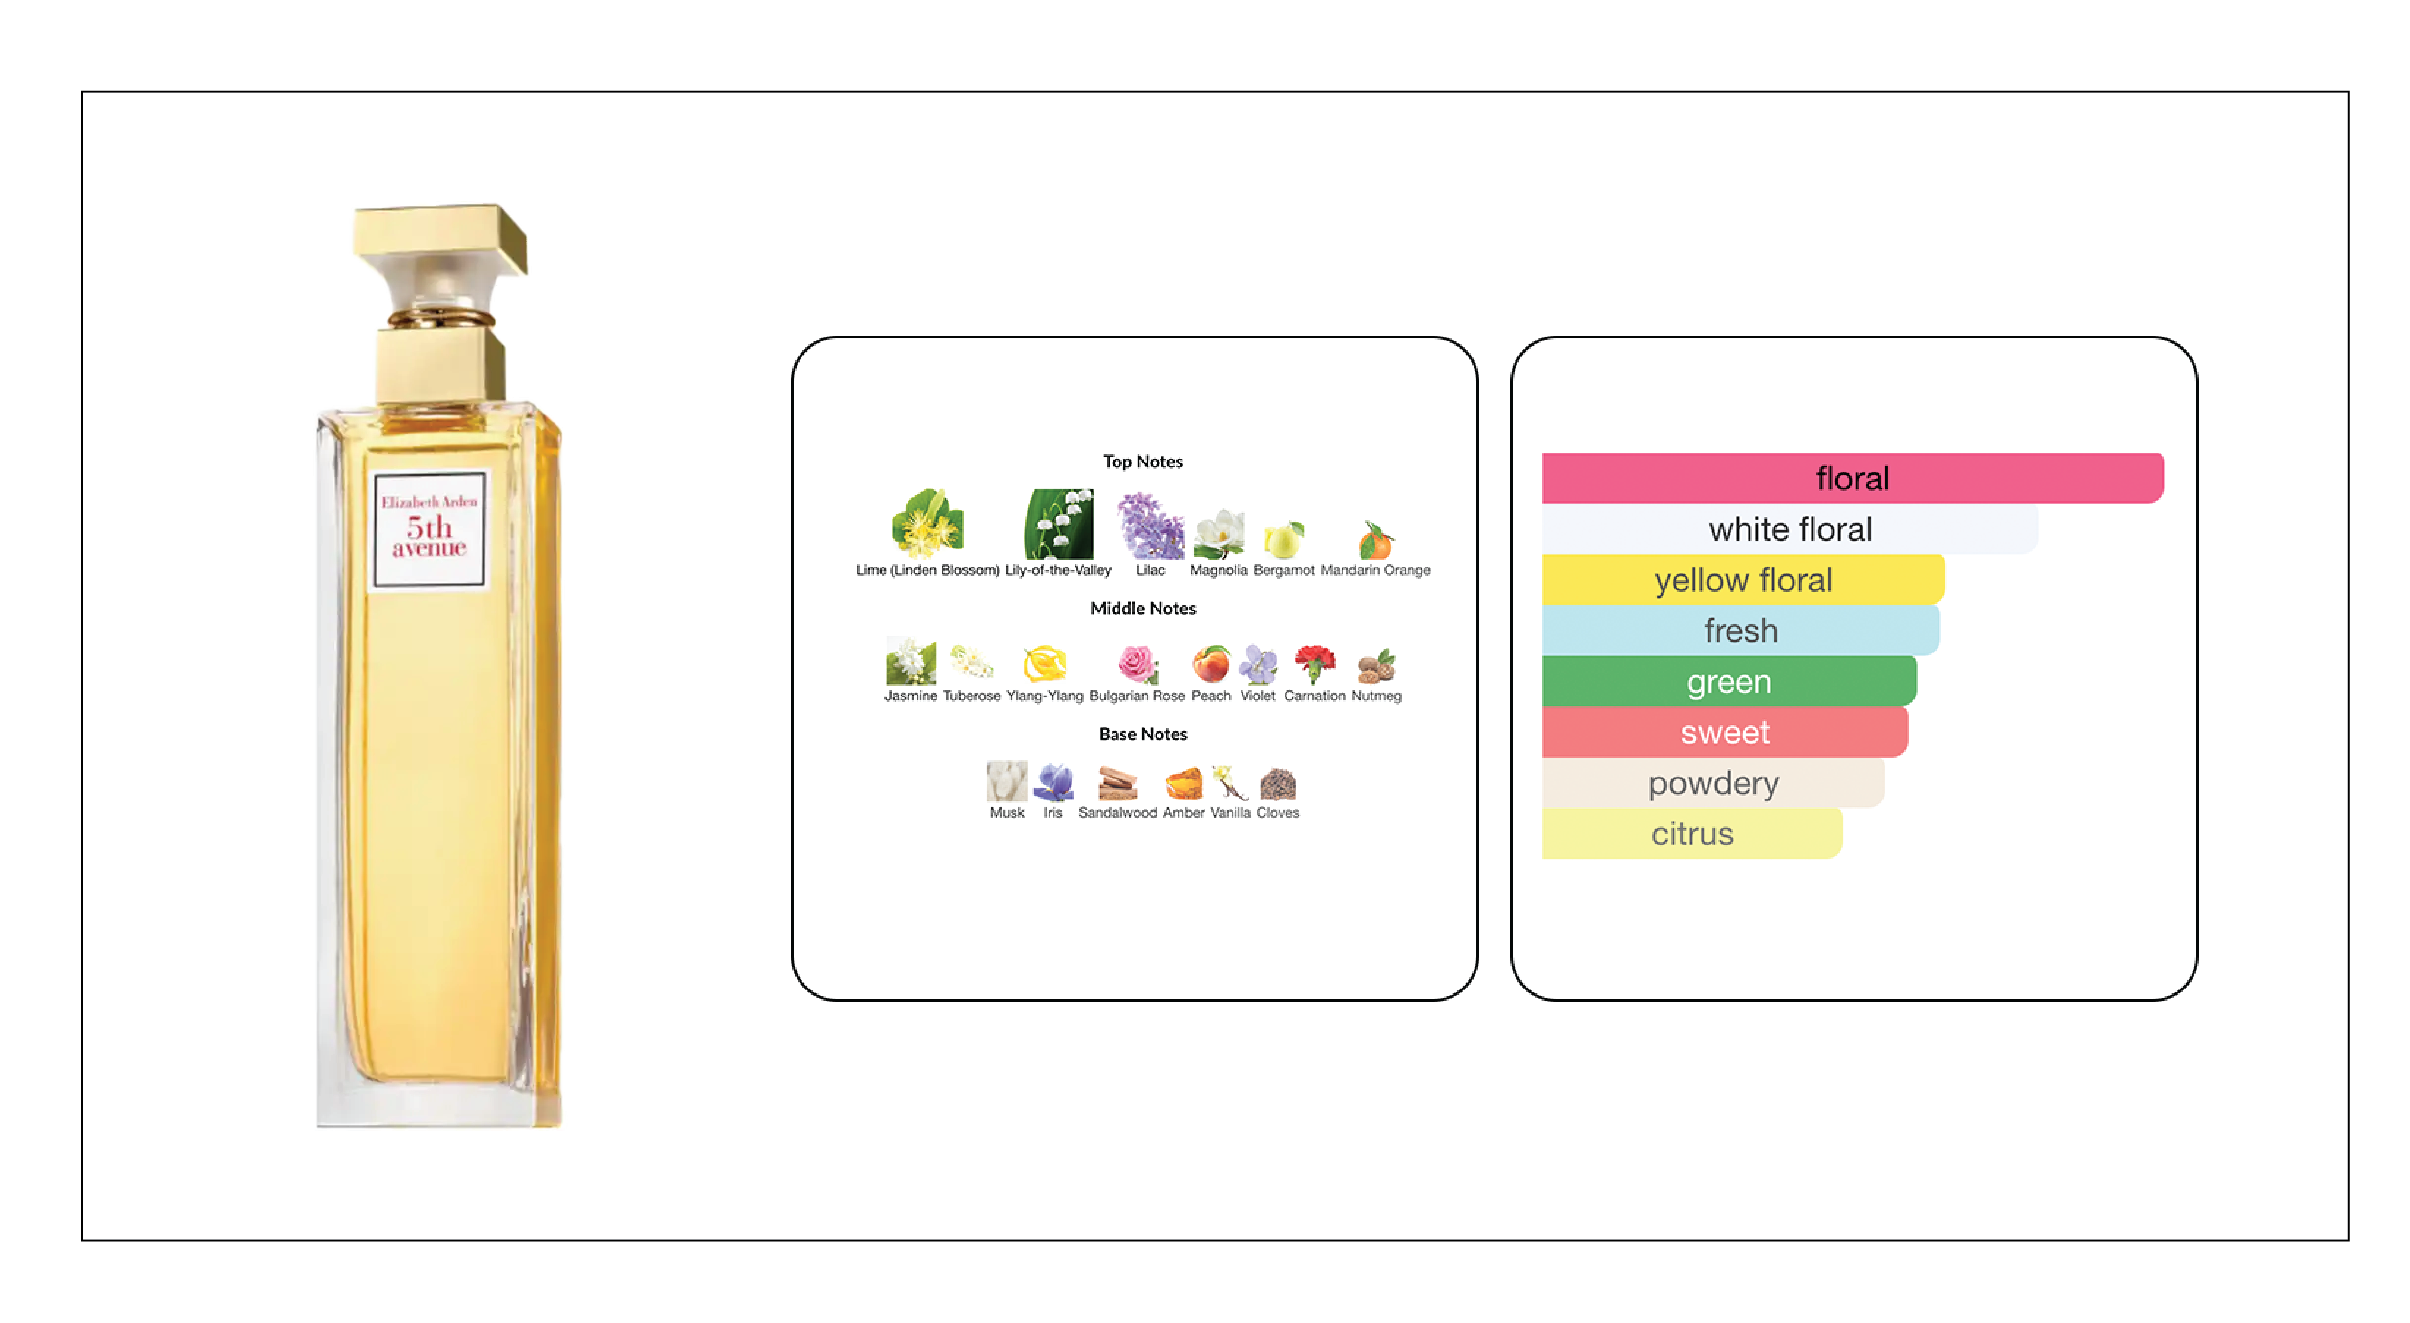 Elizabeth Arden
5th
avenue
Top Notes
Lime (Linden Blossom) Lily-of-the-Valley Lilac Magnolia Bergamot Mandarin Orange
Middle Notes
Jasmine Tuberose Ylang-Ylang Bulgarian Rose Peach Violet Carnation Nutmeg
Base Notes
Musk Iris Sandalwood Amber Vanilla Cloves
floral
white floral
yellow floral
fresh
green
sweet
powdery
citrus